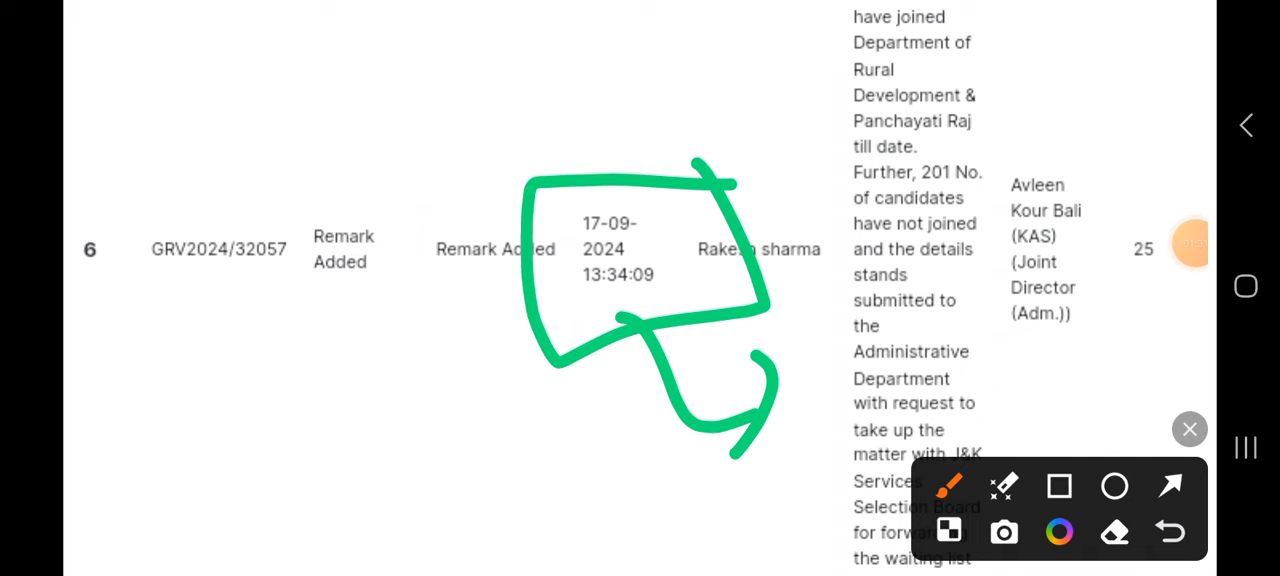 have joined
Department of
Rural
Development &
Panchayati Raj
till date.
Further, 201 No.
of candidates
have not joined
and the details
stands
submitted to
the
Administrative
Department
with request to
take up the
matter with J&K
Services
Selection Board
for forwarding
the waiting list
6
GRV2024/32057
Remark
Added
Remark Added
17-09-
2024
13:34:09
Rakesh sharma
Avleen
Kour Bali
(KAS)
(Joint
Director
(Adm.))
25